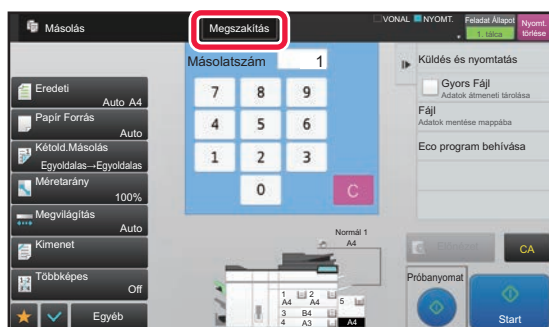 Másolás
Megszakítás
VONAL
NYOMT.
Feladat Állapot
1. tálca
Nyomt. törlése
Eredeti
Auto A4
Papír Forrás
Auto
Kétold.Másolás
Egyoldalas→Egyoldalas
Méretarány
100%
Megvilágítás
Auto
Kimenet
Többképes
Off
Egyéb
Másolatszám
1
7 8 9
4 5 6
1 2 3
0 C
Normál 1
A4
1 A4
2 A4
3 B4
4 A3
5
A4
Küldés és nyomtatás
Gyors Fájl
Adatok átmeneti tárolása
Fájl
Adatok mentése mappába
Eco program behívása
CA
Próbanyomat
Start